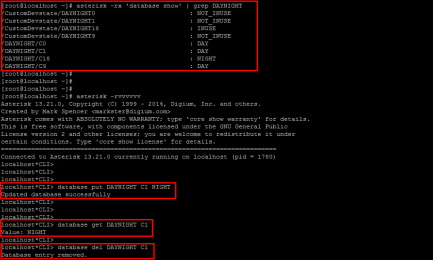 [root@localhost ~]# asterisk -rx 'database show' | grep DAYNIGHT
/CustomDevstate/DAYNIGHT0 : NOT_INUSE
/CustomDevstate/DAYNIGHT1 : NOT_INUSE
/CustomDevstate/DAYNIGHT18 : INUSE
/CustomDevstate/DAYNIGHT9 : NOT_INUSE
/DAYNIGHT/C0 : DAY
/DAYNIGHT/C1 : DAY
/DAYNIGHT/C18 : NIGHT
/DAYNIGHT/C9 : DAY
[root@localhost ~]#
[root@localhost ~]#
[root@localhost ~]#
[root@localhost ~]# asterisk -rvvvvvv
Asterisk 13.21.0, Copyright (C) 1999 - 2014, Digium, Inc. and others.
Created by Mark Spencer <markster@digium.com>
Asterisk comes with ABSOLUTELY NO WARRANTY; type 'core show warranty' for details.
This is free software, with components licensed under the GNU General Public
License version 2 and other licenses; you are welcome to redistribute it under
certain conditions. Type 'core show license' for details.
=========================================================================
Connected to Asterisk 13.21.0 currently running on localhost (pid = 1780)
localhost*CLI>
localhost*CLI>
localhost*CLI> database put DAYNIGHT C1 NIGHT
Updated database successfully
localhost*CLI>
localhost*CLI>
localhost*CLI> database get DAYNIGHT C1
Value: NIGHT
localhost*CLI>
localhost*CLI> database del DAYNIGHT C1
Database entry removed.